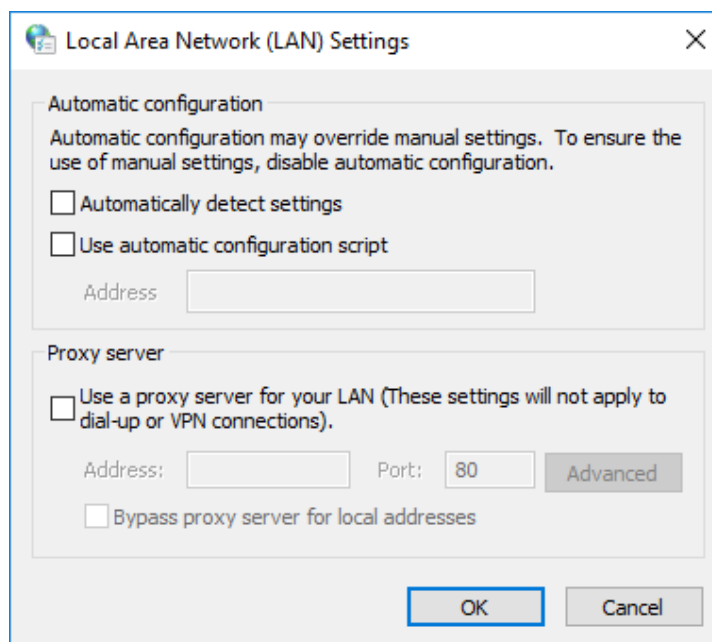 Local Area Network (LAN) Settings
Automatic configuration
Automatic configuration may override manual settings.  To ensure the
use of manual settings, disable automatic configuration.
Automatically detect settings
Use automatic configuration script
Address
Proxy server
Use a proxy server for your LAN (These settings will not apply to
dial-up or VPN connections).
Address:
Port:
80
Advanced
Bypass proxy server for local addresses
OK
Cancel